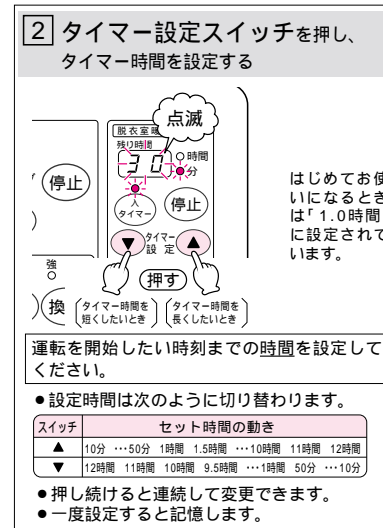 2 タイマー設定スイッチを押し、
タイマー時間を設定する
点滅
脱衣室暖
残り時間
30
時間
分
停止
入
タイマー
停止
▼ タイマー設定 ▲
強
押す
換
タイマー時間を
短くしたいとき
タイマー時間を
長くしたいとき
はじめてお使
いになるとき
は「1.0時間
に設定されて
います。
運転を開始したい時刻までの時間を設定して
ください。
●設定時間は次のように切り替わります。
スイッチ セット時間の動き
▲ 10分 …50分 1時間 1.5時間 …10時間 11時間 12時間
▼ 12時間 11時間 10時間 9.5時間 …1時間 50分 …10分
●押し続けると連続して変更できます。
●一度設定すると記憶します。